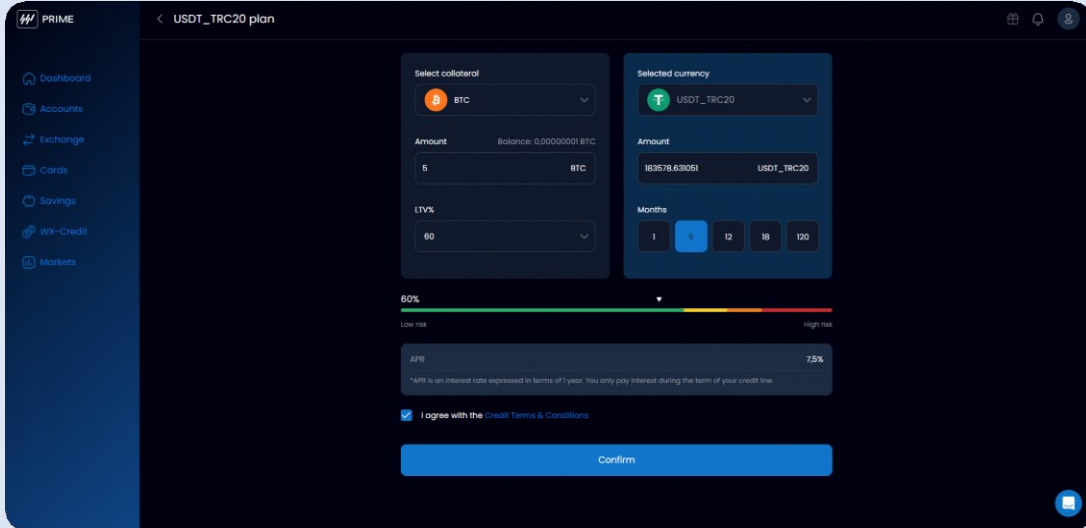 PRIME
USDT_TRC20 plan
Dashboard
Accounts
Exchange
Cards
Savings
WX-Credit
Markets
Select collateral
BTC
Amount Balance: 0,00000001 BTC
5 BTC
LTV%
60
Selected currency
USDT_TRC20
Amount
183578.631051 USDT_TRC20
Months
1 6 12 18 120
60%
Low risk High risk
APR 7,5%
*APR is an interest rate expressed in terms of 1 year. You only pay interest during the term of your credit line.
I agree with the Credit Terms & Conditions
Confirm